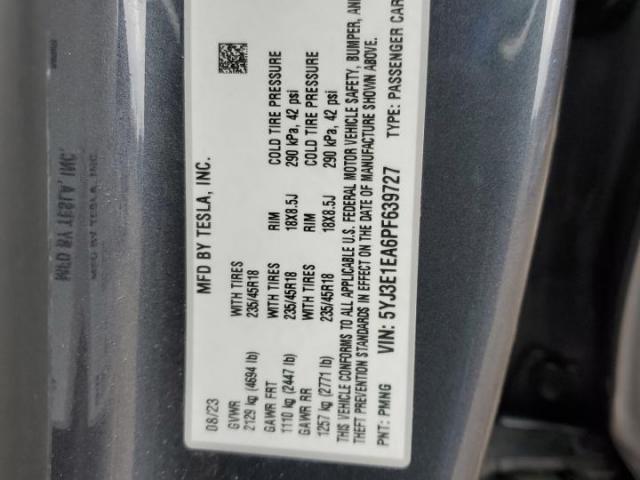 MFD BY TESLA, INC.
08/23
GVWR WITH TIRES
2129 kg (4694 lb) 235/45R18
GAWR FRT WITH TIRES RIM COLD TIRE PRESSURE
1110 kg (2447 lb) 235/45R18 18X8.5J 290 kPa, 42 psi
GAWR RR WITH TIRES RIM COLD TIRE PRESSURE
1257 kg (2771 lb) 235/45R18 18X8.5J 290 kPa, 42 psi
THIS VEHICLE CONFORMS TO ALL APPLICABLE U.S. FEDERAL MOTOR VEHICLE SAFETY, BUMPER, AND
THEFT PREVENTION STANDARDS IN EFFECT ON THE DATE OF MANUFACTURE SHOWN ABOVE.
PNT: PMNG VIN: 5YJ3E1EA6PF639727 TYPE: PASSENGER CAR
MFD BY TESLA, INC.